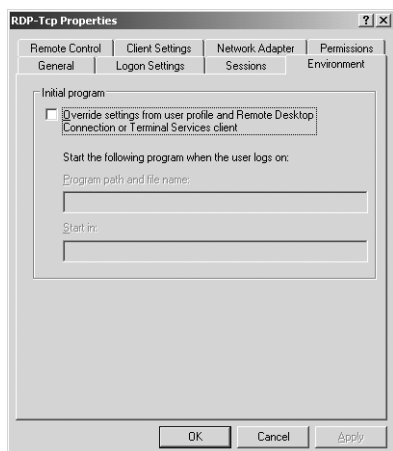 RDP-Tcp Properties
Remote Control Client Settings Network Adapter Permissions
General Logon Settings Sessions Environment
Initial program
Override settings from user profile and Remote Desktop
Connection or Terminal Services client
Start the following program when the user logs on:
Program path and file name:
Start in:
OK Cancel Apply